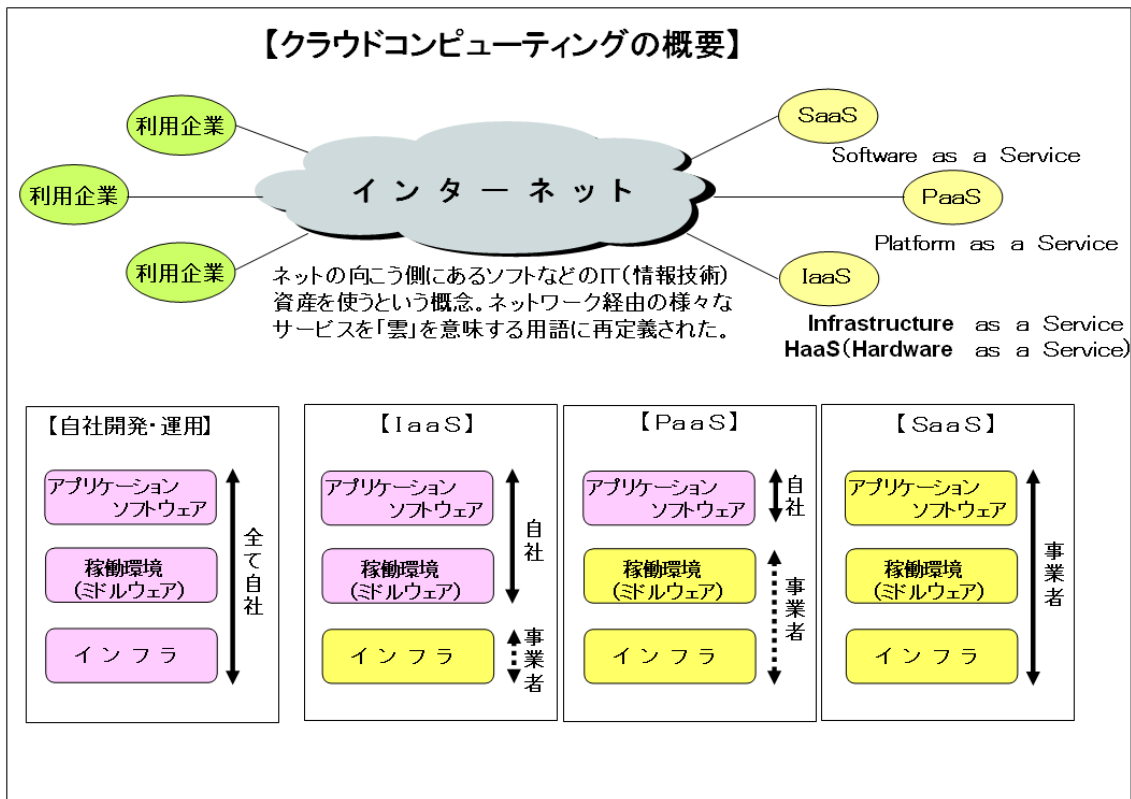 【クラウドコンピューティングの概要】
利用企業
利用企業
利用企業
インターネット
SaaS
Software as a Service
PaaS
Platform as a Service
IaaS
Infrastructure as a Service
HaaS(Hardware as a Service)
ネットの向こう側にあるソフトなどのIT(情報技術)
資産を使うという概念。ネットワーク経由の様々な
サービスを「雲」を意味する用語に再定義された。
【自社開発・運用】
アプリケーション
ソフトウェア
稼働環境
(ミドルウェア)
インフラ
全て自社
【IaaS】
アプリケーション
ソフトウェア
稼働環境
(ミドルウェア)
インフラ
自社
事業者
【PaaS】
アプリケーション
ソフトウェア
稼働環境
(ミドルウェア)
インフラ
自社
事業者
【SaaS】
アプリケーション
ソフトウェア
稼働環境
(ミドルウェア)
インフラ
事業者